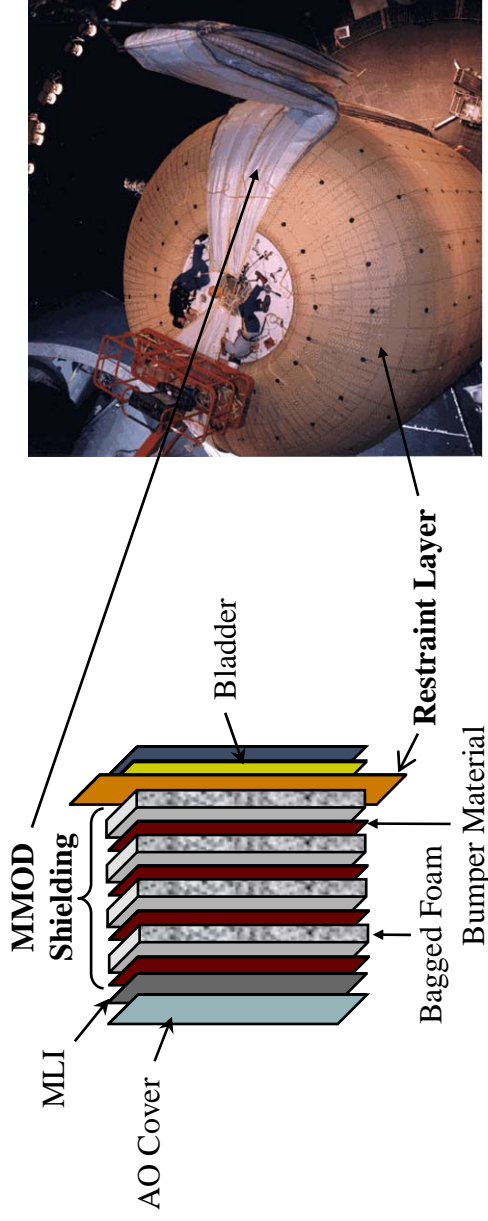 MMOD
Shielding
MLI
AO Cover
Bladder
Restraint Layer
Bagged Foam
Bumper Material